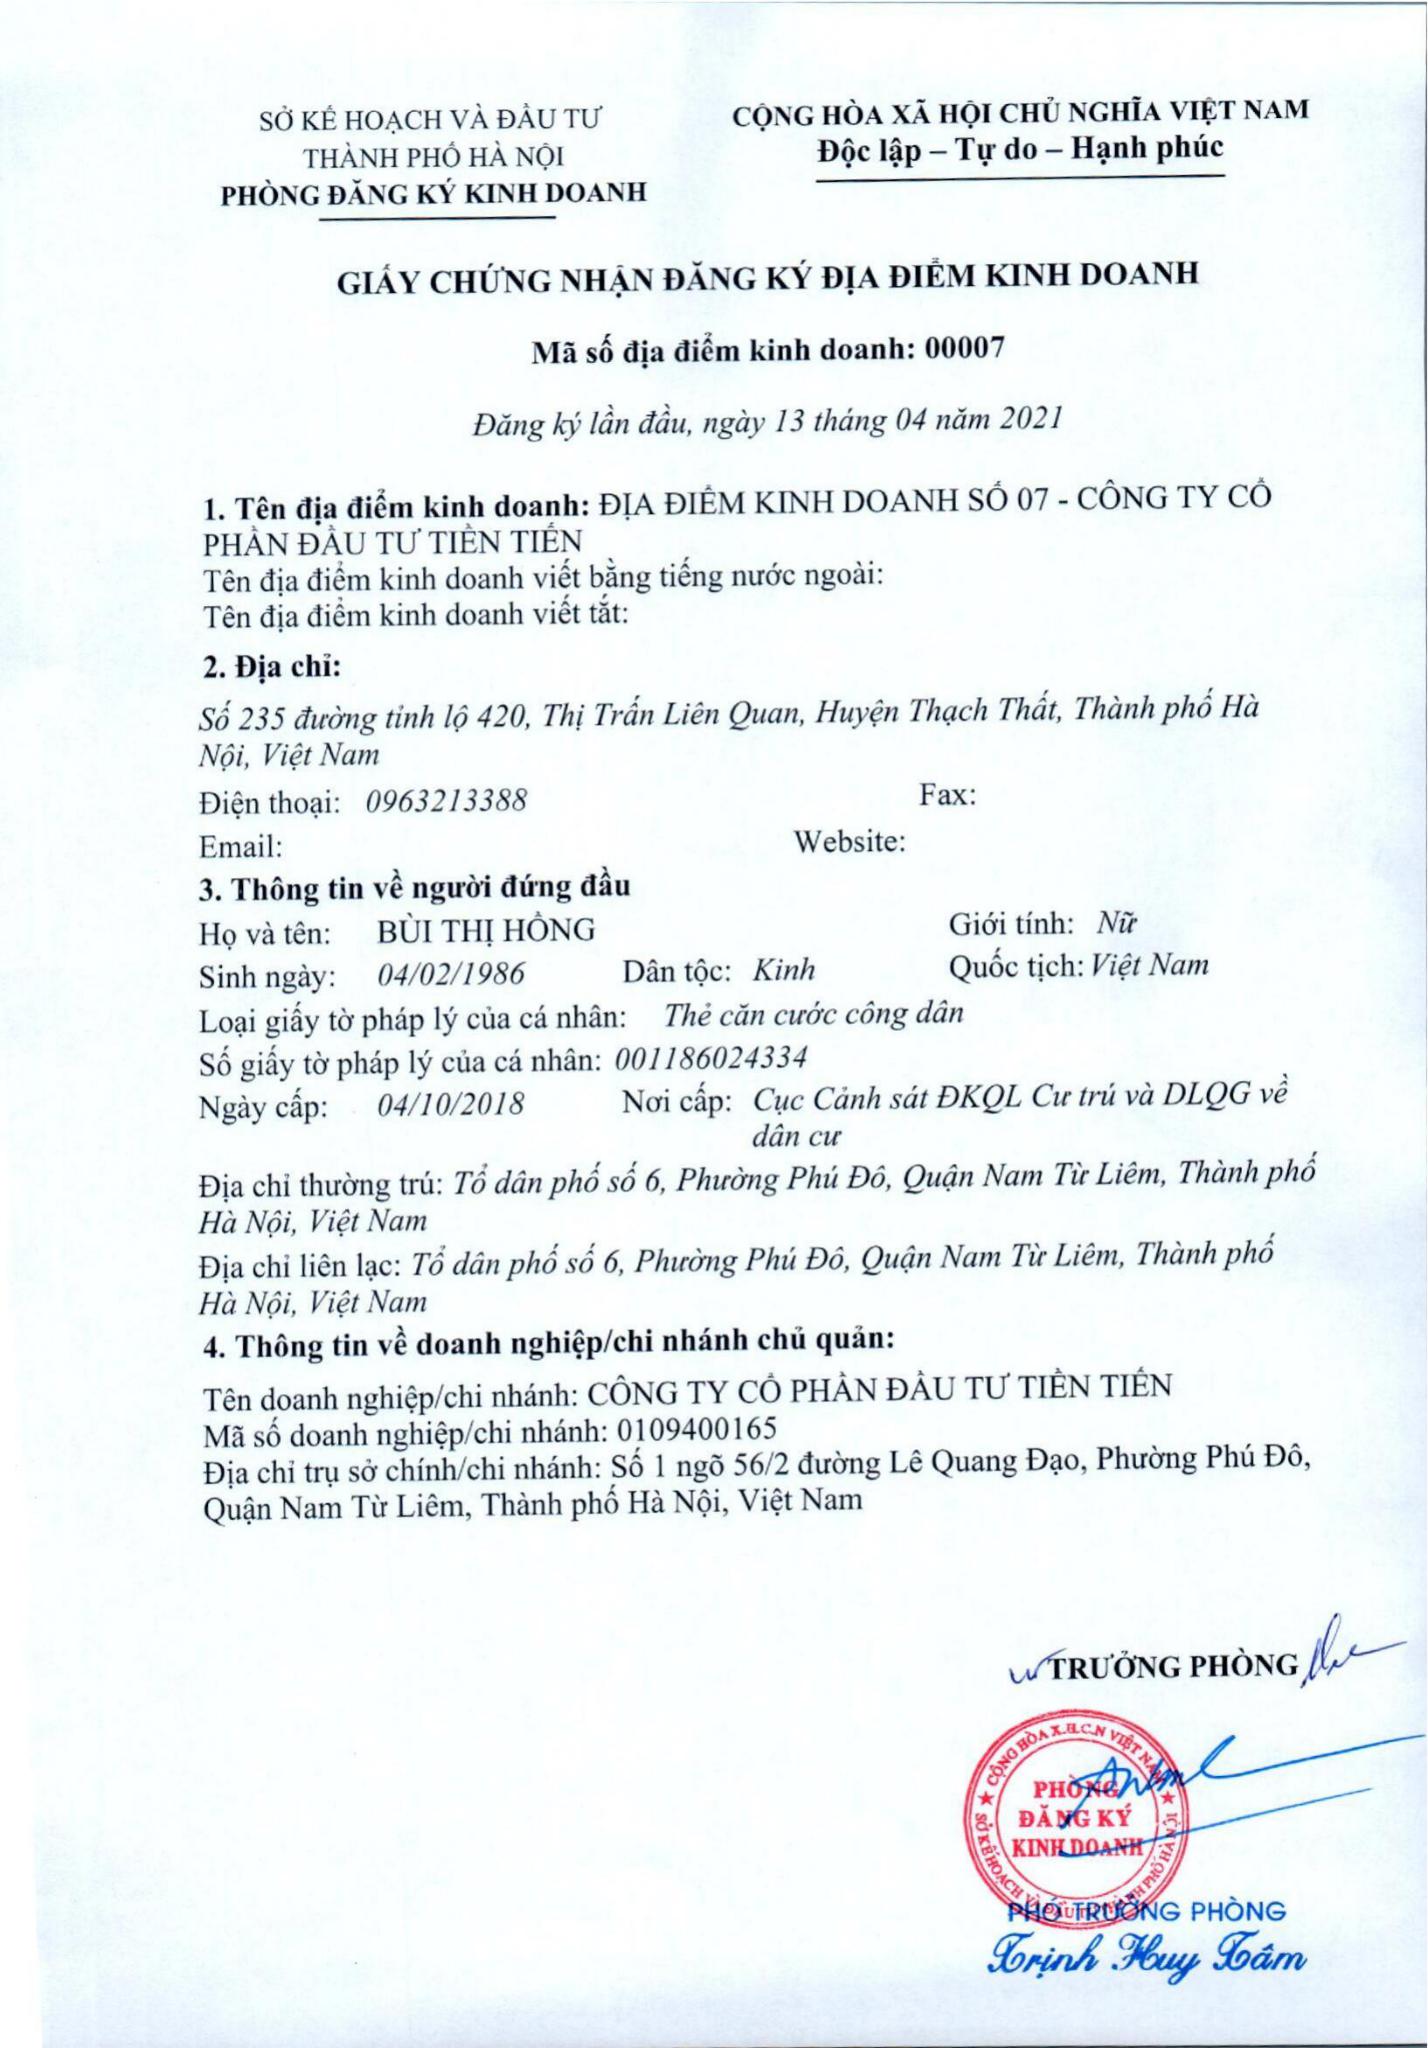 SỞ KẾ HOẠCH VÀ ĐẦU TƯ
THÀNH PHỐ HÀ NỘI
PHÒNG ĐĂNG KÝ KINH DOANH
CỘNG HÒA XÃ HỘI CHỦ NGHĨA VIỆT NAM
Độc lập – Tự do – Hạnh phúc
GIẤY CHỨNG NHẬN ĐĂNG KÝ ĐỊA ĐIỂM KINH DOANH
Mã số địa điểm kinh doanh: 00007
Đăng ký lần đầu, ngày 13 tháng 04 năm 2021
1. Tên địa điểm kinh doanh: ĐỊA ĐIỂM KINH DOANH SỐ 07 - CÔNG TY CỔ
PHẦN ĐẦU TƯ TIỀN TIẾN
Tên địa điểm kinh doanh viết bằng tiếng nước ngoài:
Tên địa điểm kinh doanh viết tắt:
2. Địa chỉ:
Số 235 đường tỉnh lộ 420, Thị Trấn Liên Quan, Huyện Thạch Thất, Thành phố Hà
Nội, Việt Nam
Điện thoại: 0963213388 Fax:
Email: Website:
3. Thông tin về người đứng đầu
Họ và tên: BÙI THỊ HỒNG Giới tính: Nữ
Sinh ngày: 04/02/1986 Dân tộc: Kinh Quốc tịch: Việt Nam
Loại giấy tờ pháp lý của cá nhân: Thẻ căn cước công dân
Số giấy tờ pháp lý của cá nhân: 001186024334
Ngày cấp: 04/10/2018 Nơi cấp: Cục Cảnh sát ĐKQL Cư trú và DLQG về
dân cư
Địa chỉ thường trú: Tổ dân phố số 6, Phường Phú Đô, Quận Nam Từ Liêm, Thành phố
Hà Nội, Việt Nam
Địa chỉ liên lạc: Tổ dân phố số 6, Phường Phú Đô, Quận Nam Từ Liêm, Thành phố
Hà Nội, Việt Nam
4. Thông tin về doanh nghiệp/chi nhánh chủ quản:
Tên doanh nghiệp/chi nhánh: CÔNG TY CỔ PHẦN ĐẦU TƯ TIỀN TIẾN
Mã số doanh nghiệp/chi nhánh: 0109400165
Địa chỉ trụ sở chính/chi nhánh: Số 1 ngõ 56/2 đường Lê Quang Đạo, Phường Phú Đô,
Quận Nam Từ Liêm, Thành phố Hà Nội, Việt Nam
TRƯỞNG PHÒNG
CỘNG HÒA X.H.C.N VIỆT NAM
PHÒNG
ĐĂNG KÝ
KINH DOANH
SỞ KẾ HOẠCH VÀ ĐẦU TƯ THÀNH PHỐ HÀ NỘI
PHÓ TRƯỞNG PHÒNG
Trịnh Huy Tâm